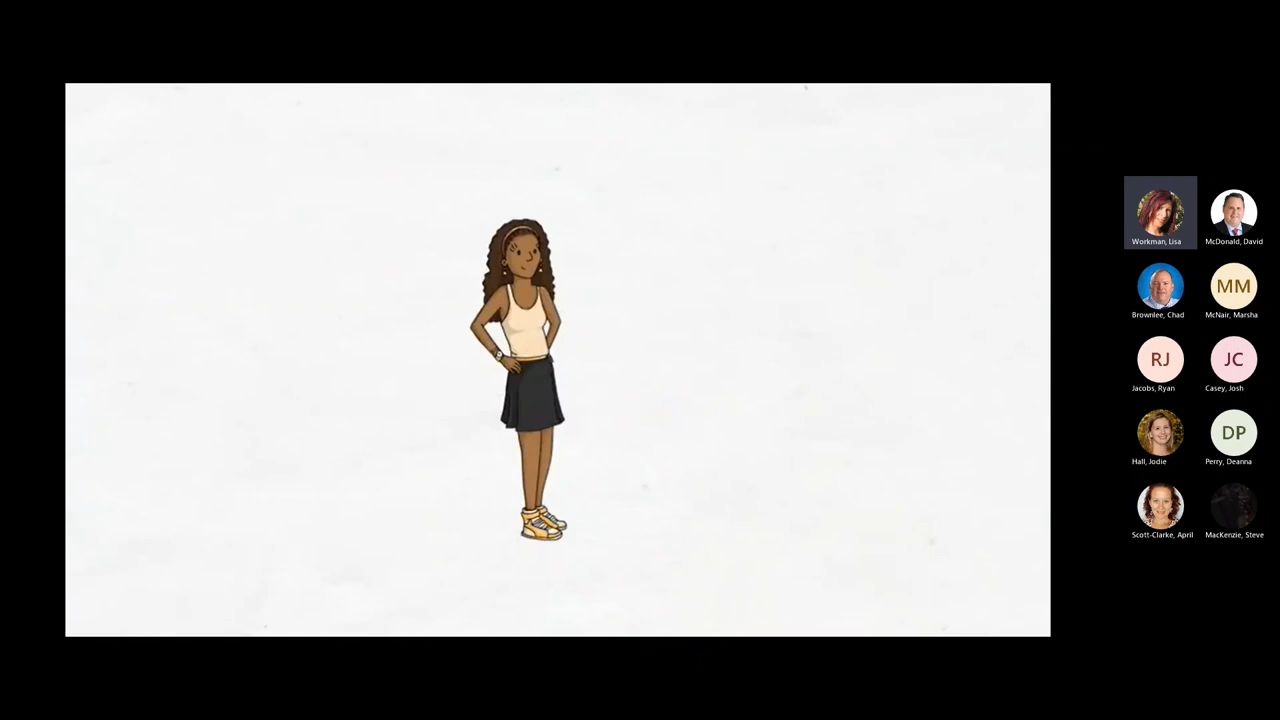 Workman, Lisa
McDonald, David
Brownlee, Chad
MM
McNair, Marsha
RJ
Jacobs, Ryan
JC
Casey, Josh
Hall, Jodie
DP
Perry, Deanna
Scott-Clarke, April
MacKenzie, Steve